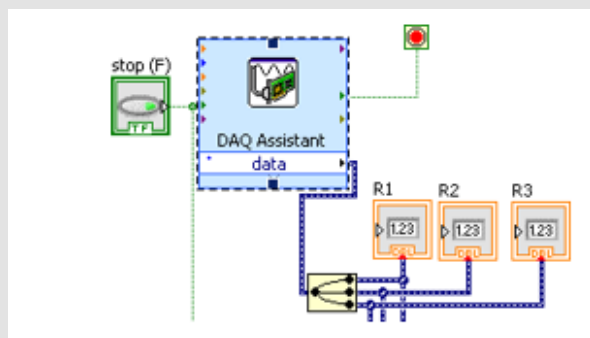 stop (F)
TF
DAQ Assistant
data
R1 R2 R3
1.23 1.23 1.23
DBL DBL DBL